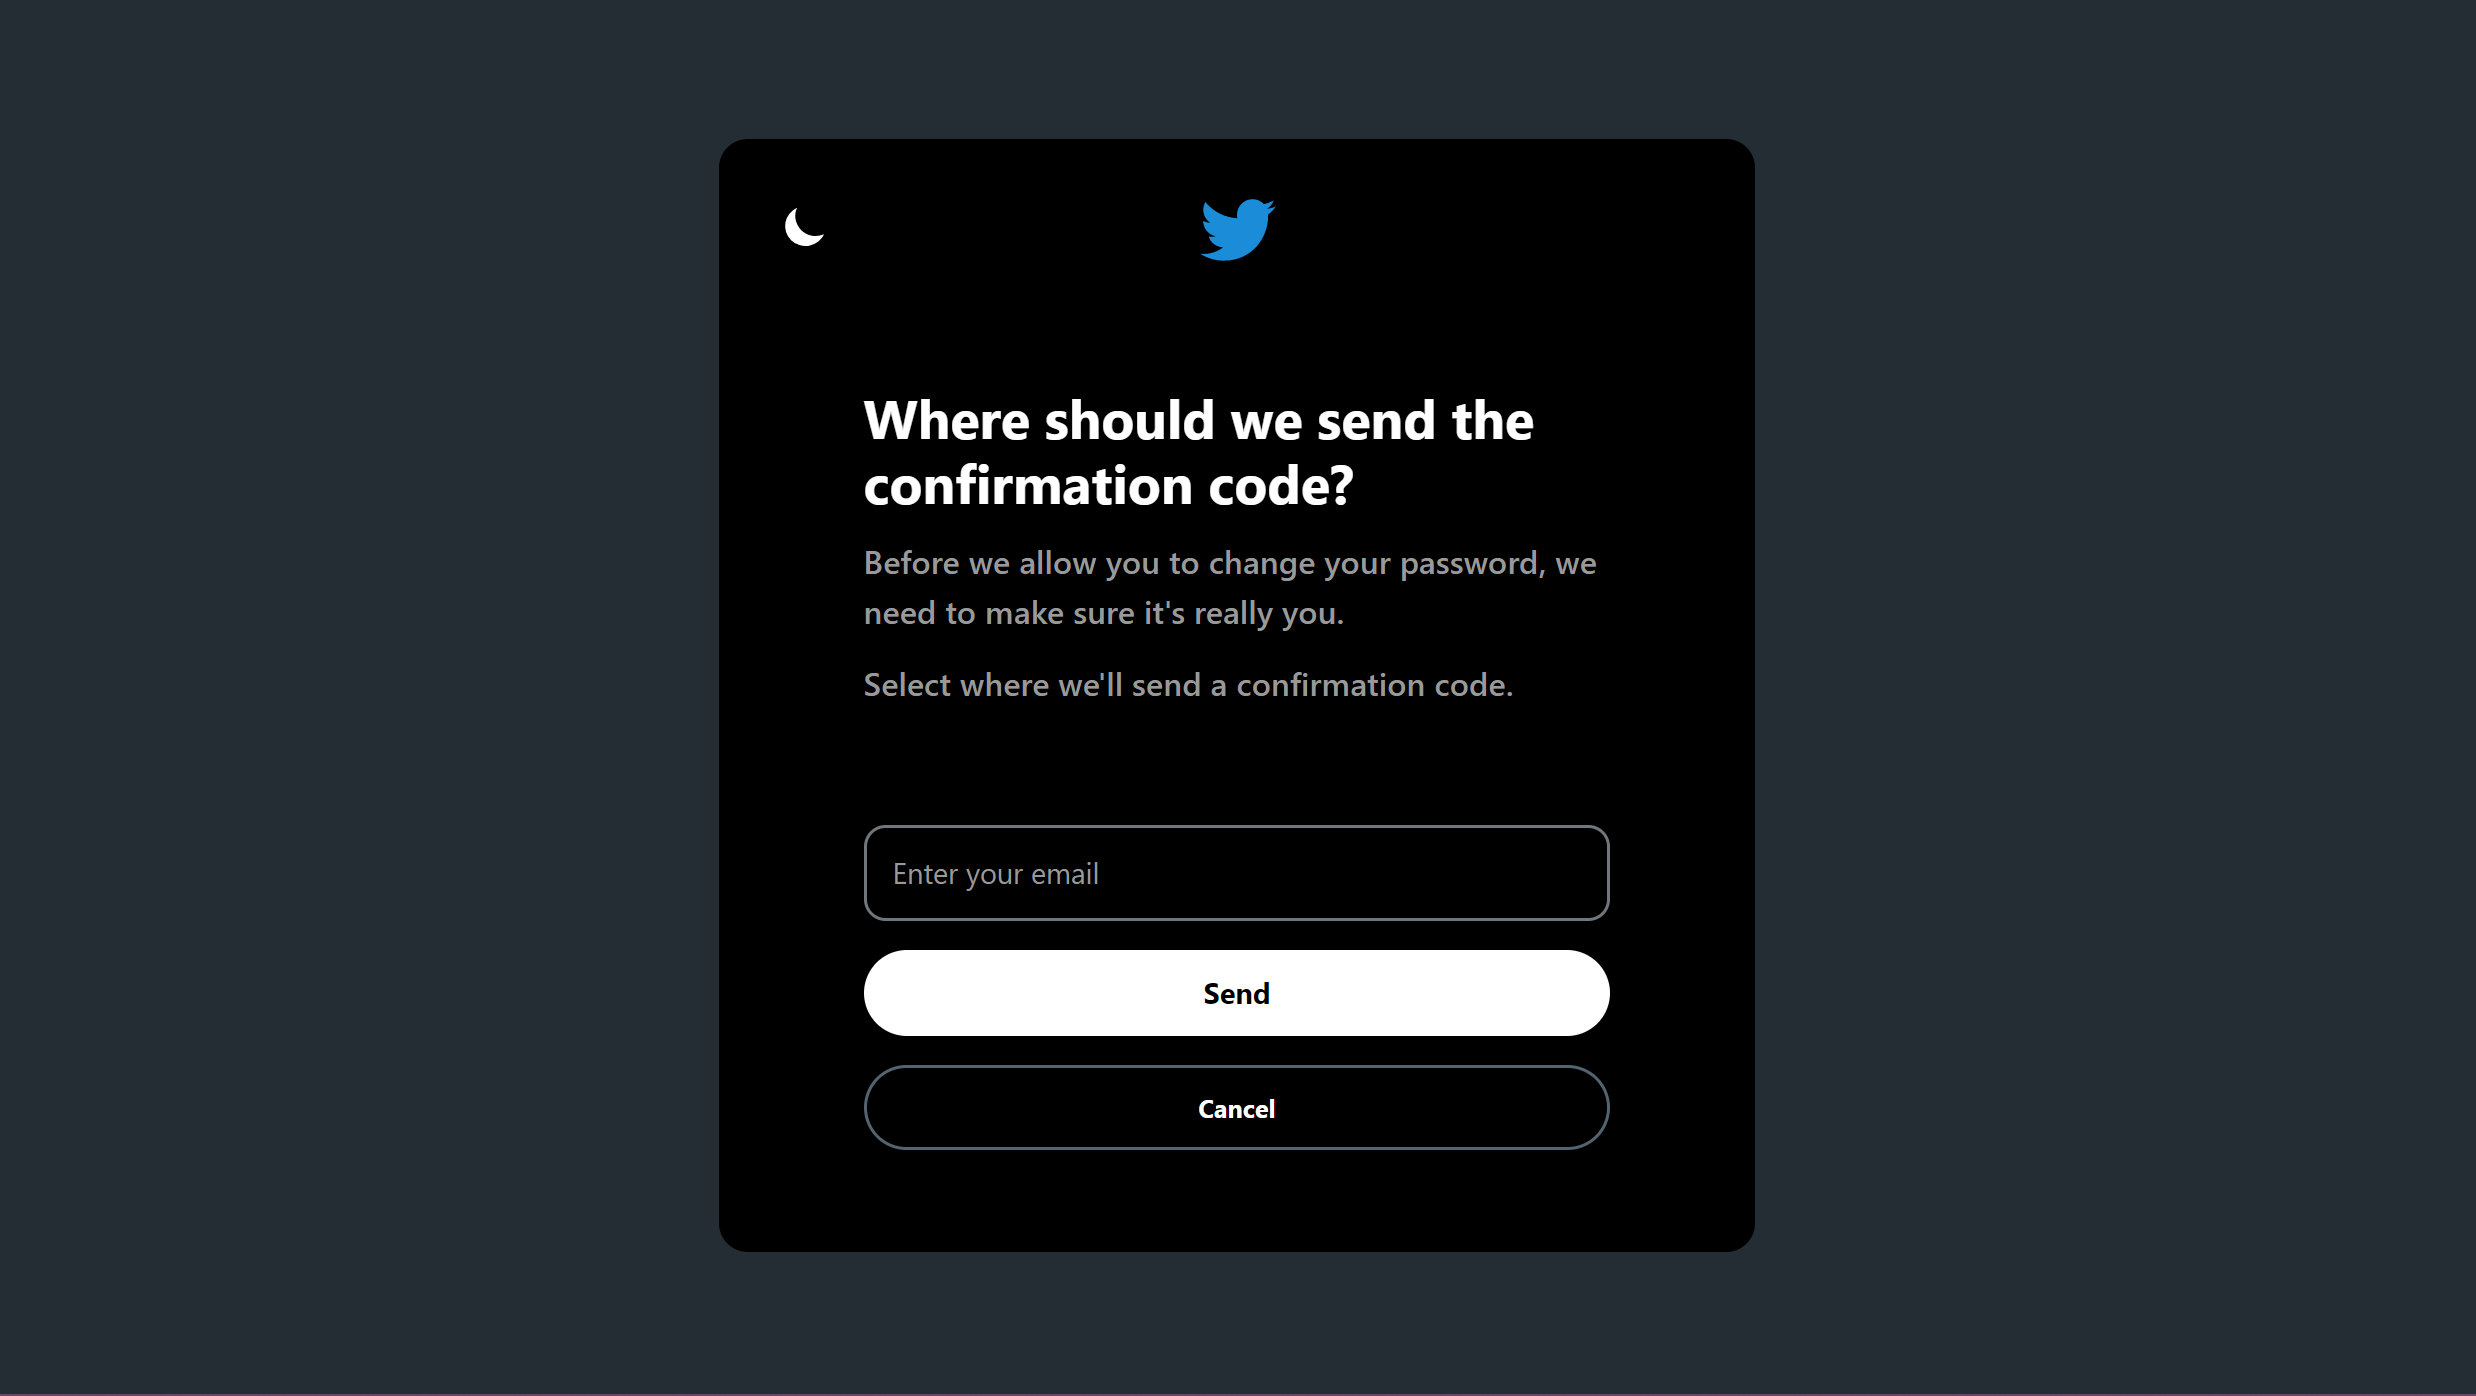 Where should we send the
confirmation code?
Before we allow you to change your password, we
need to make sure it's really you.
Select where we'll send a confirmation code.
Enter your email
Send
Cancel